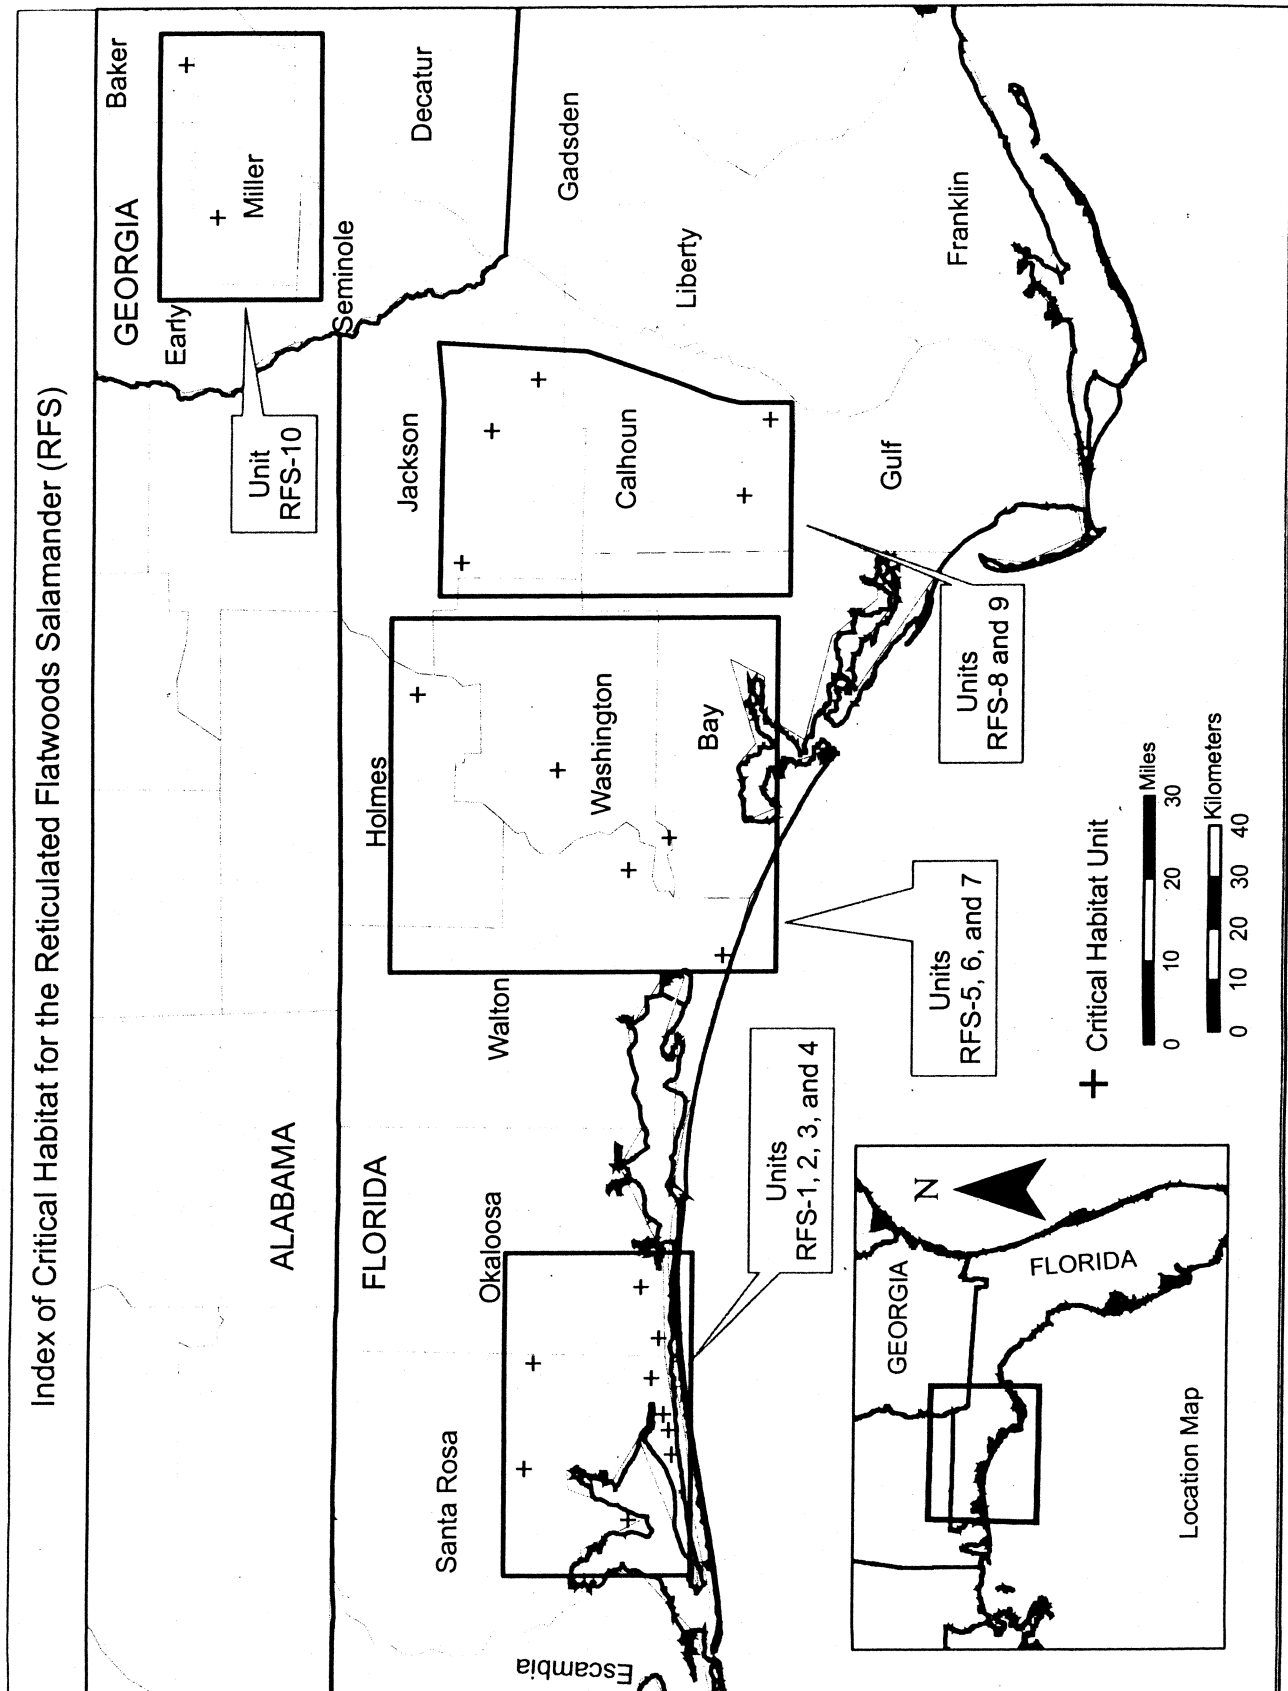 Index of Critical Habitat for the Reticulated Flatwoods Salamander (RFS)
ALABAMA
GEORGIA
Baker
Early
Miller
Unit
RFS-10
Seminole
Decatur
FLORIDA
Holmes
Jackson
Gadsden
Santa Rosa
Okaloosa
Walton
Washington
Calhoun
Liberty
Escambia
Bay
Gulf
Franklin
Units
RFS-1, 2, 3, and 4
Units
RFS-5, 6, and 7
Units
RFS-8 and 9
Critical Habitat Unit
Miles
0 10 20 30
Kilometers
0 10 20 30 40
GEORGIA
N
FLORIDA
Location Map